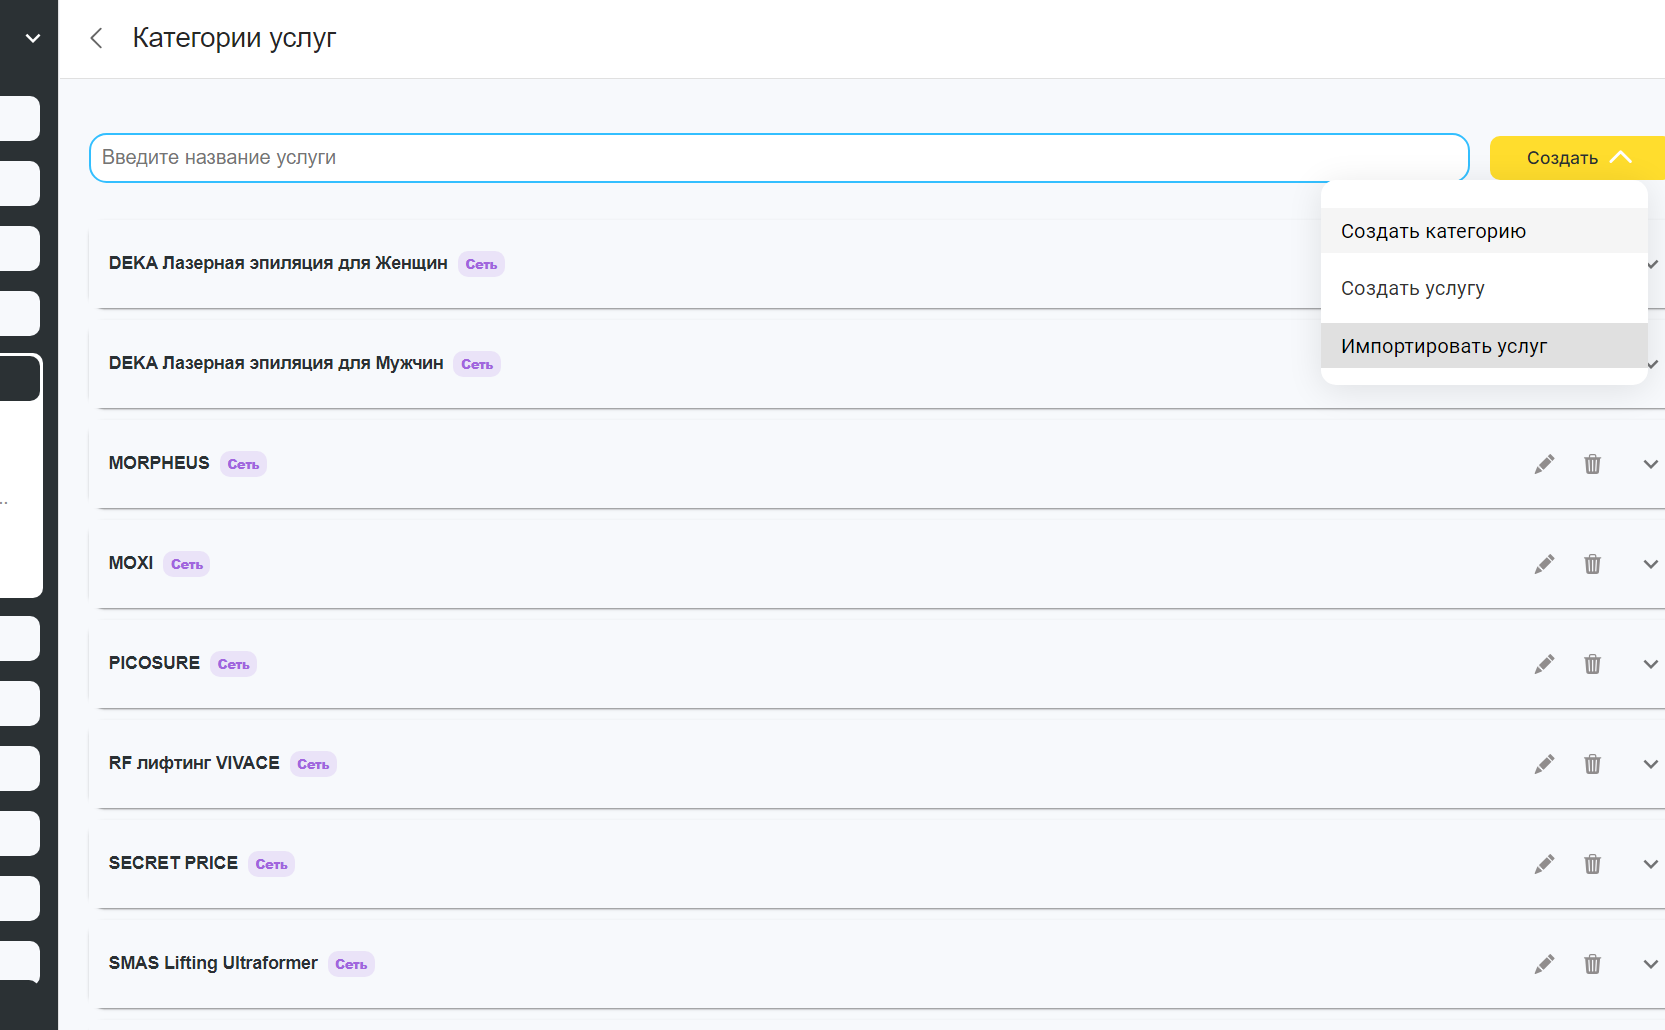 Категории услуг
Введите название услуги
Создать
Создать категорию
Создать услугу
Импортировать услуг
DEKA Лазерная эпиляция для Женщин Сеть
DEKA Лазерная эпиляция для Мужчин Сеть
MORPHEUS Сеть
MOXI Сеть
PICOSURE Сеть
RF лифтинг VIVACE Сеть
SECRET PRICE Сеть
SMAS Lifting Ultraformer Сеть